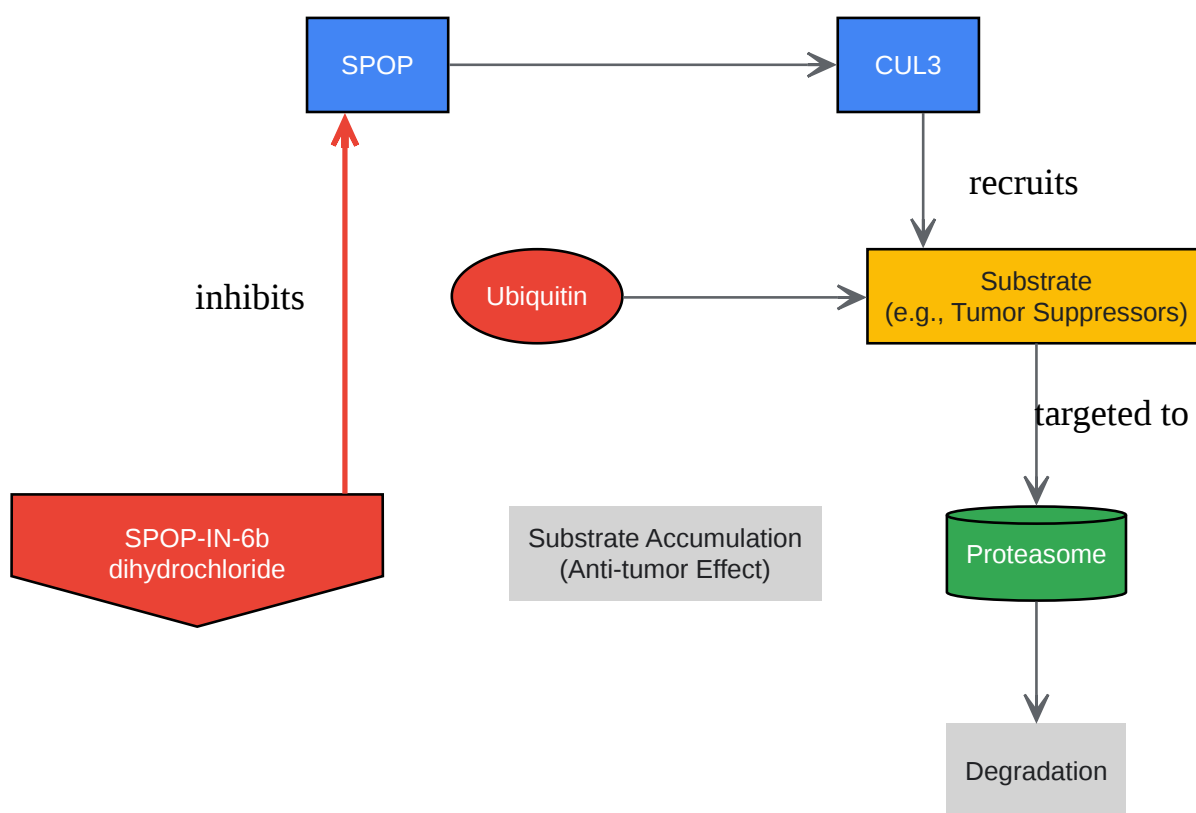 SPOP
CUL3
recruits
inhibits
Ubiquitin
Substrate
(e.g., Tumor Suppressors)
targeted to
SPOP-IN-6b
dihydrochloride
Substrate Accumulation
(Anti-tumor Effect)
Proteasome
Degradation